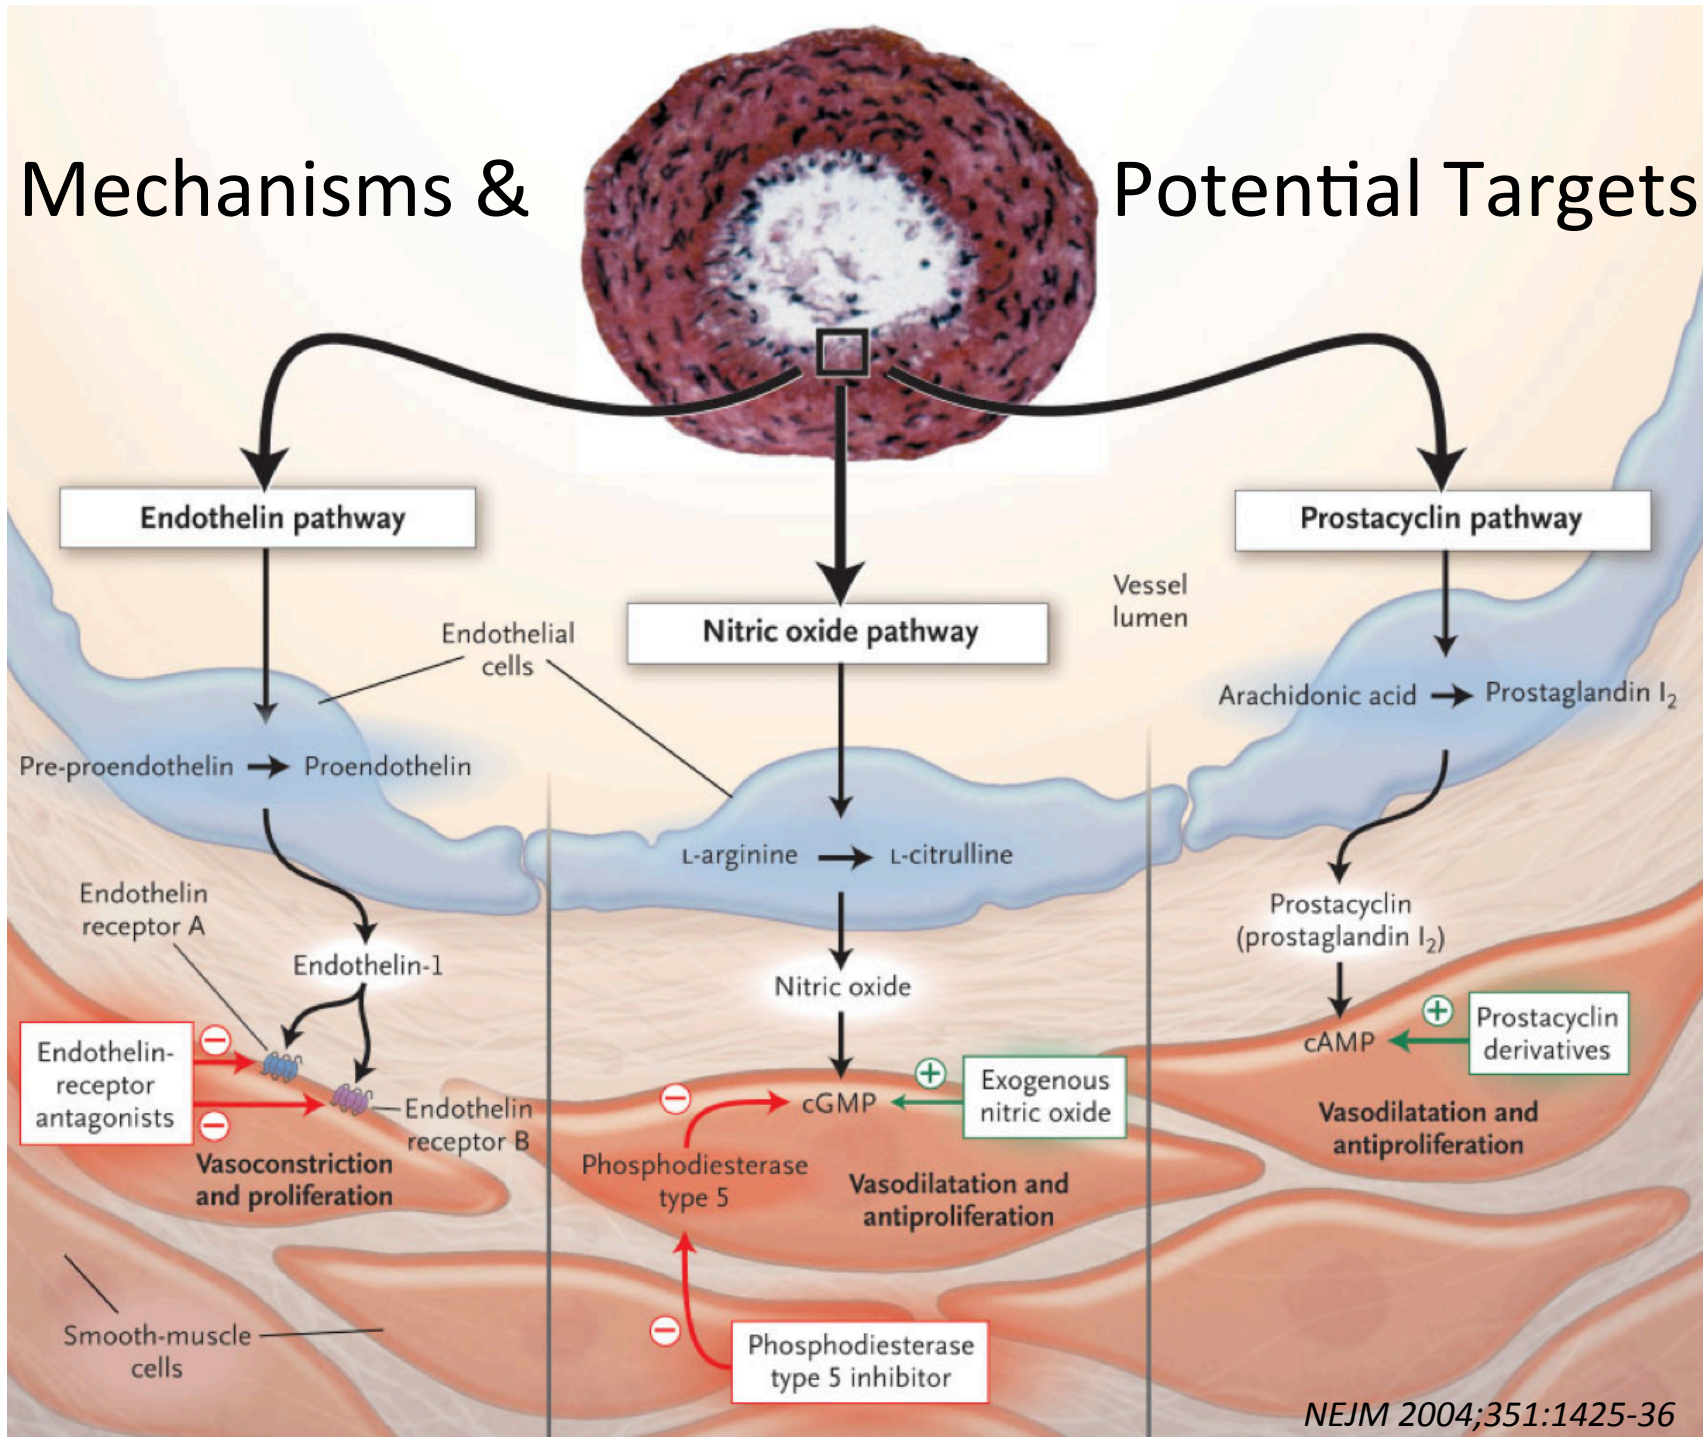 Mechanisms &
Potential Targets
Endothelin pathway
Nitric oxide pathway
Prostacyclin pathway
Vessel
lumen
Endothelial
cells
Pre-proendothelin
Proendothelin
L-arginine
L-citrulline
Arachidonic acid
Prostaglandin I₂
Endothelin
receptor A
Endothelin-1
Nitric oxide
Prostacyclin
(prostaglandin I₂)
Endothelin-
receptor
antagonists
Endothelin
receptor B
Vasoconstriction
and proliferation
cGMP
Exogenous
nitric oxide
Phosphodiesterase
type 5
Vasodilatation and
antiproliferation
cAMP
Prostacyclin
derivatives
Vasodilatation and
antiproliferation
Smooth-muscle
cells
Phosphodiesterase
type 5 inhibitor
NEJM 2004;351:1425-36